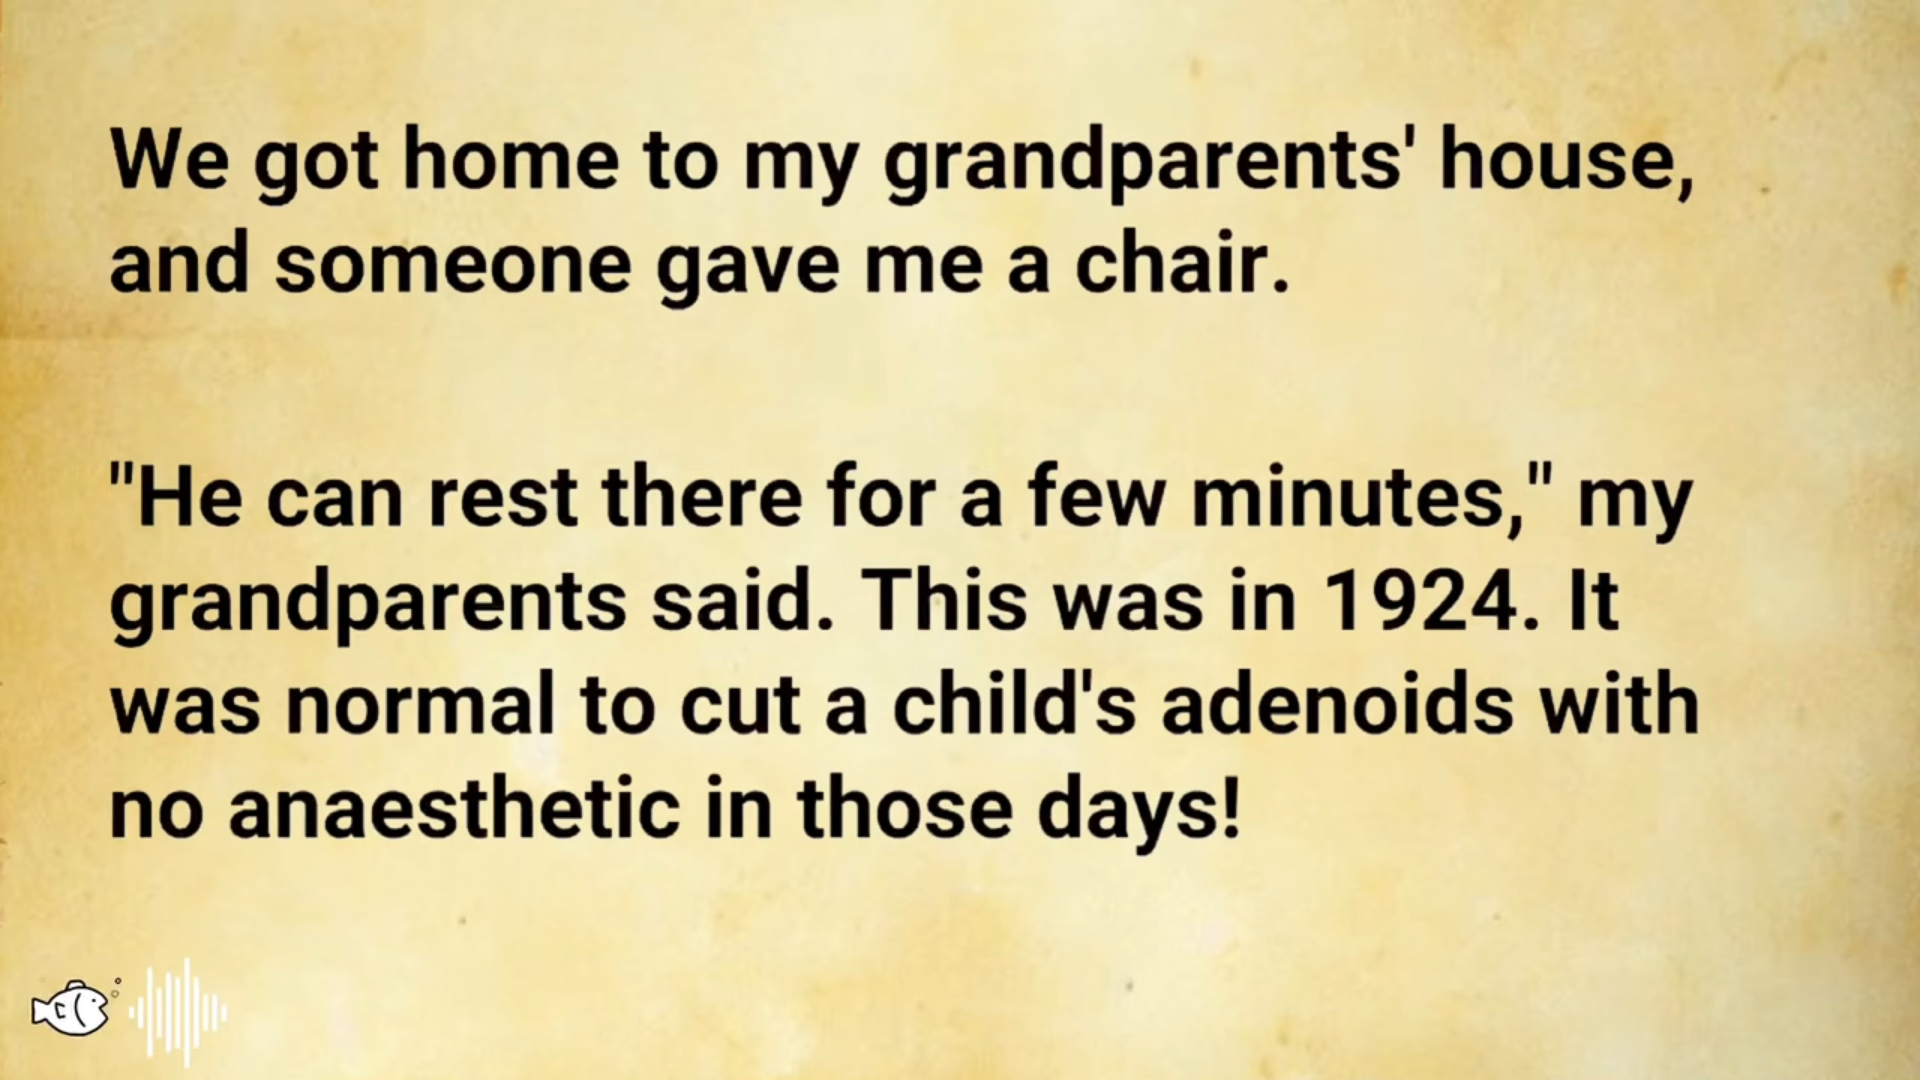 We got home to my grandparents' house,
and someone gave me a chair.
"He can rest there for a few minutes," my
grandparents said. This was in 1924. It
was normal to cut a child's adenoids with
no anaesthetic in those days!